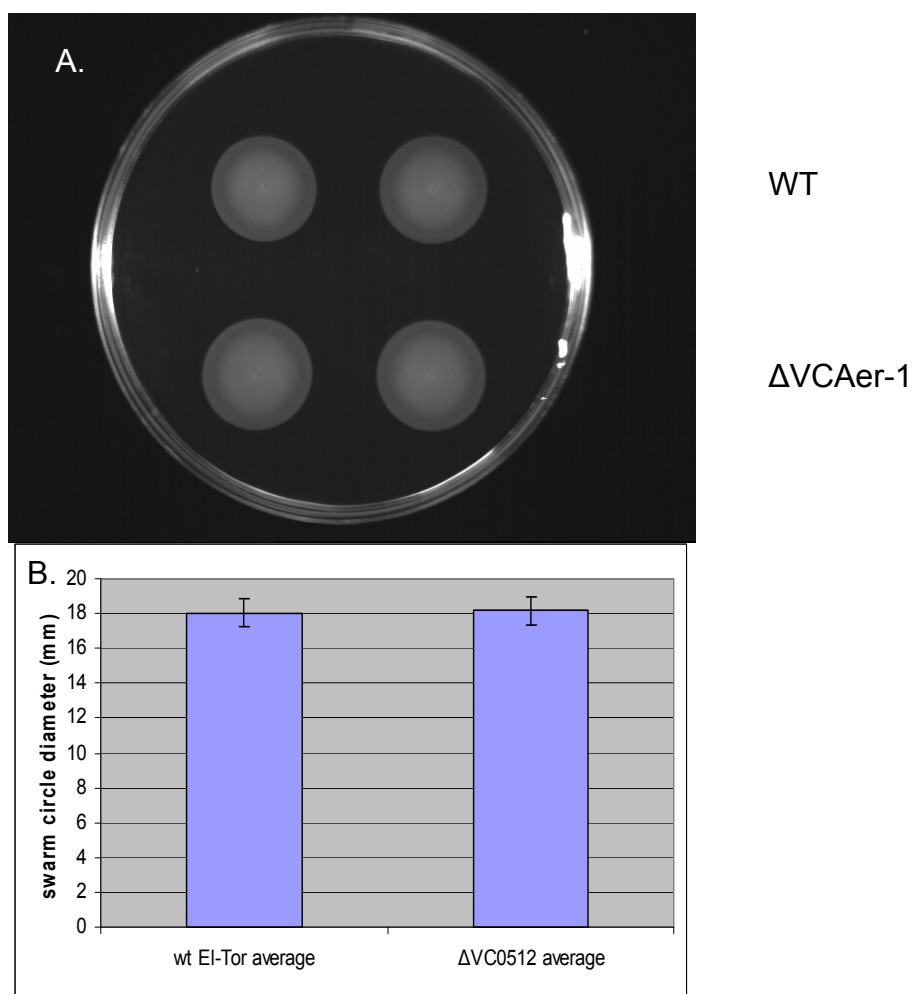 A.
WT
ΔVCAer-1
B.
20
18
16
14
12
10
8
6
4
2
0
swarm circle diameter (mm)
wt El-Tor average
ΔVC0512 average